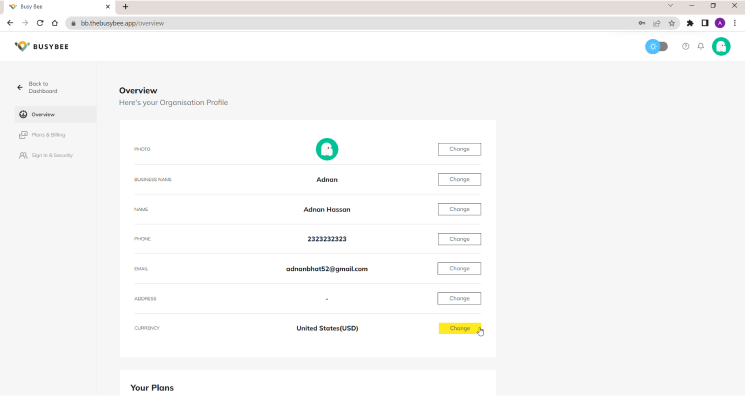 Busy Bee
bb.thebusybee.app/overview
A
BUSYBEE
Back to
Dashboard
Overview
Plans & Billing
Sign In & Security
Overview
Here's your Organisation Profile
PHOTO
Change
BUSINESS NAME
Adnan
Change
NAME
Adnan Hassan
Change
PHONE
2323232323
Change
EMAIL
adnanbhat52@gmail.com
Change
ADDRESS
-
Change
CURRENCY
United States(USD)
Change
Your Plans